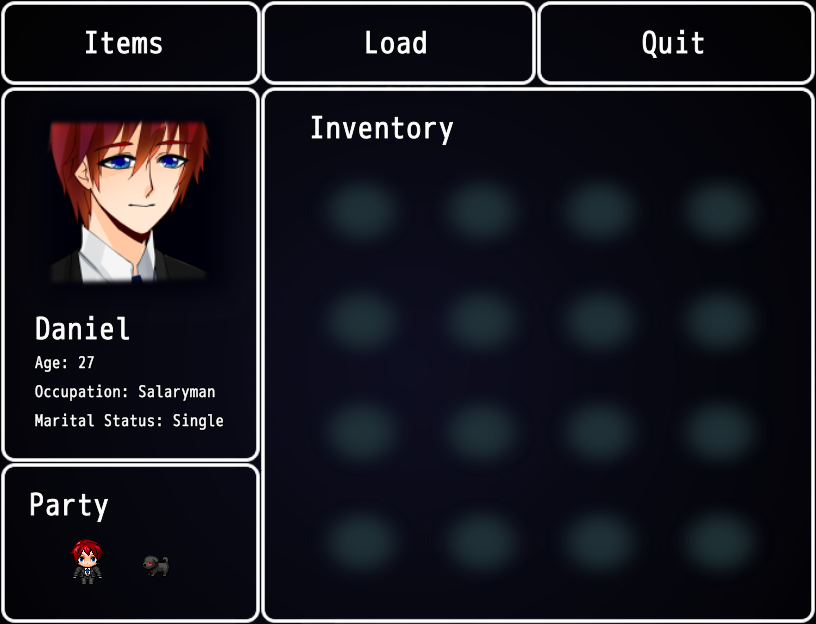 Items
Load
Quit
Daniel
Age: 27
Occupation: Salaryman
Marital Status: Single
Party
Inventory